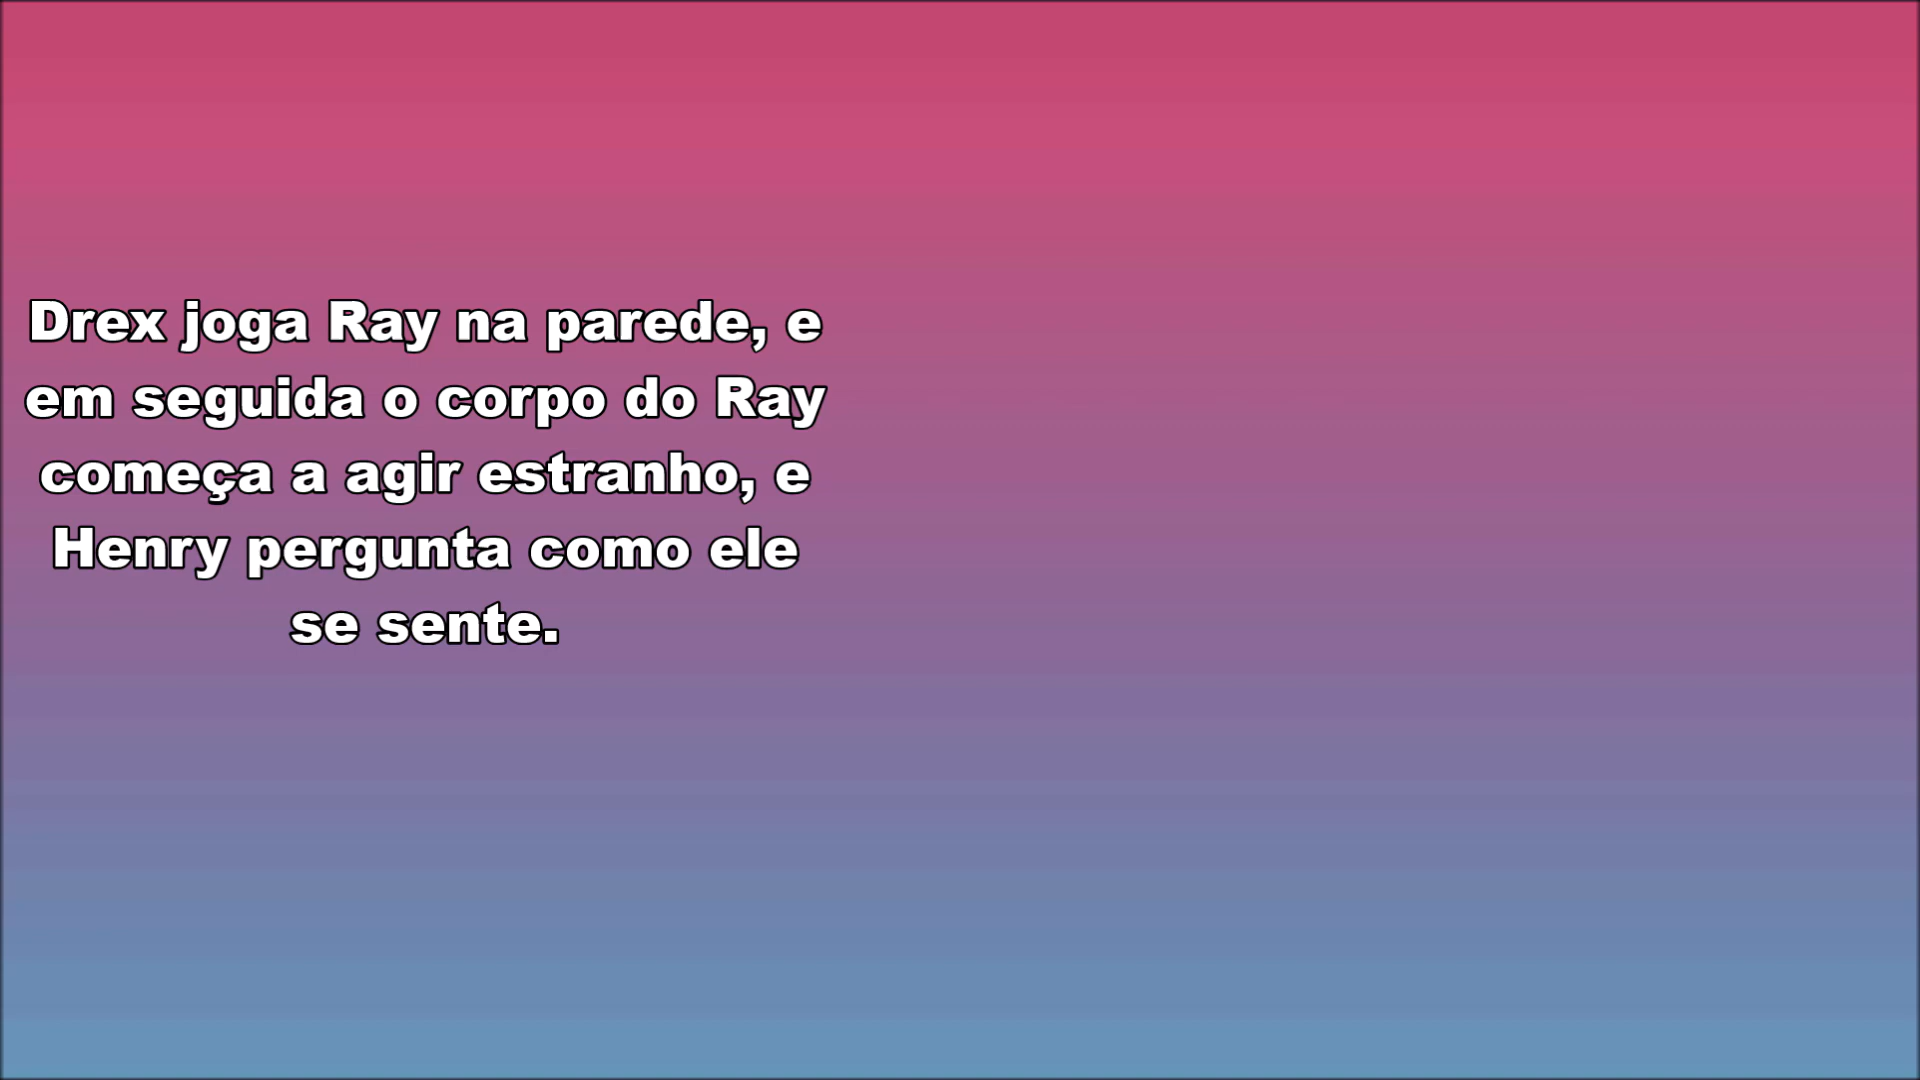 Drex joga Ray na parede, e
em seguida o corpo do Ray
começa a agir estranho, e
Henry pergunta como ele
se sente.